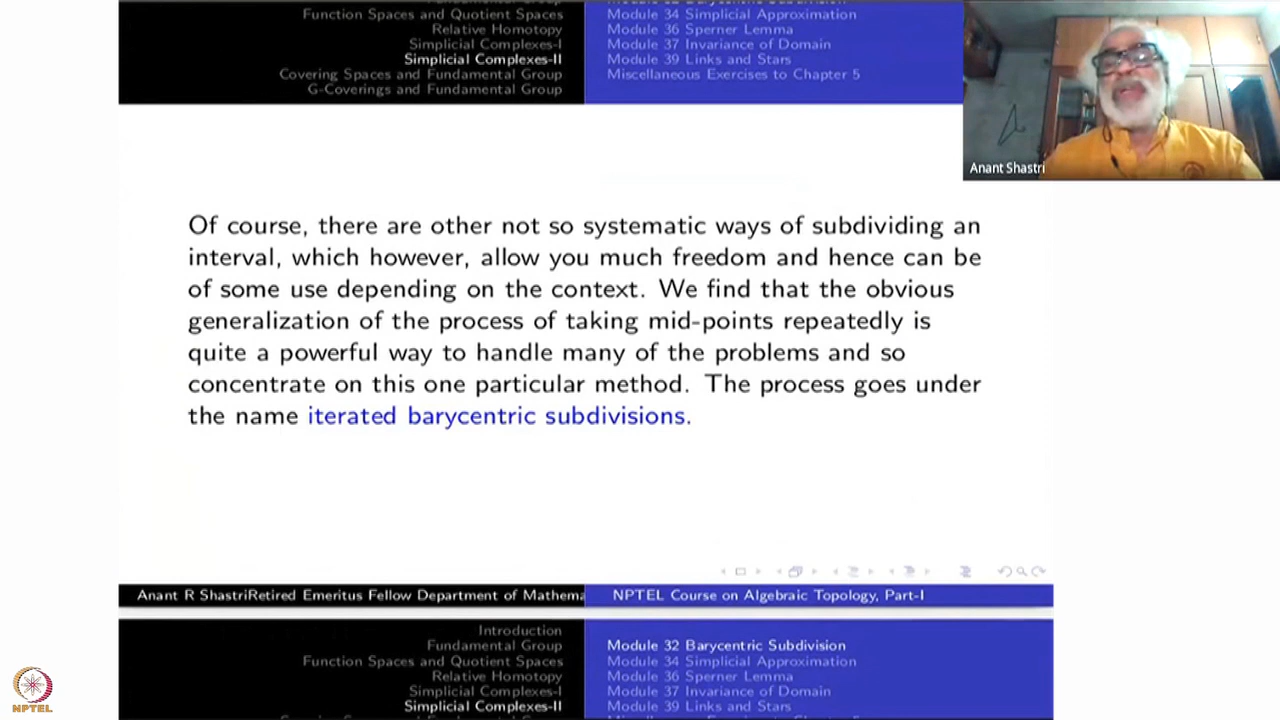 Function Spaces and Quotient Spaces
Relative Homotopy
Simplicial Complexes-I
Simplicial Complexes-II
Covering Spaces and Fundamental Group
G-Coverings and Fundamental Group
Module 34 Simplicial Approximation
Module 36 Sperner Lemma
Module 37 Invariance of Domain
Module 39 Links and Stars
Miscellaneous Exercises to Chapter 5
Anant Shastri
Of course, there are other not so systematic ways of subdividing an
interval, which however, allow you much freedom and hence can be
of some use depending on the context. We find that the obvious
generalization of the process of taking mid-points repeatedly is
quite a powerful way to handle many of the problems and so
concentrate on this one particular method. The process goes under
the name iterated barycentric subdivisions.
Anant R ShastriRetired Emeritus Fellow Department of Mathema
NPTEL Course on Algebraic Topology, Part-I
Introduction
Fundamental Group
Function Spaces and Quotient Spaces
Relative Homotopy
Simplicial Complexes-I
Simplicial Complexes-II
Module 32 Barycentric Subdivision
Module 34 Simplicial Approximation
Module 36 Sperner Lemma
Module 37 Invariance of Domain
Module 39 Links and Stars
NPTEL